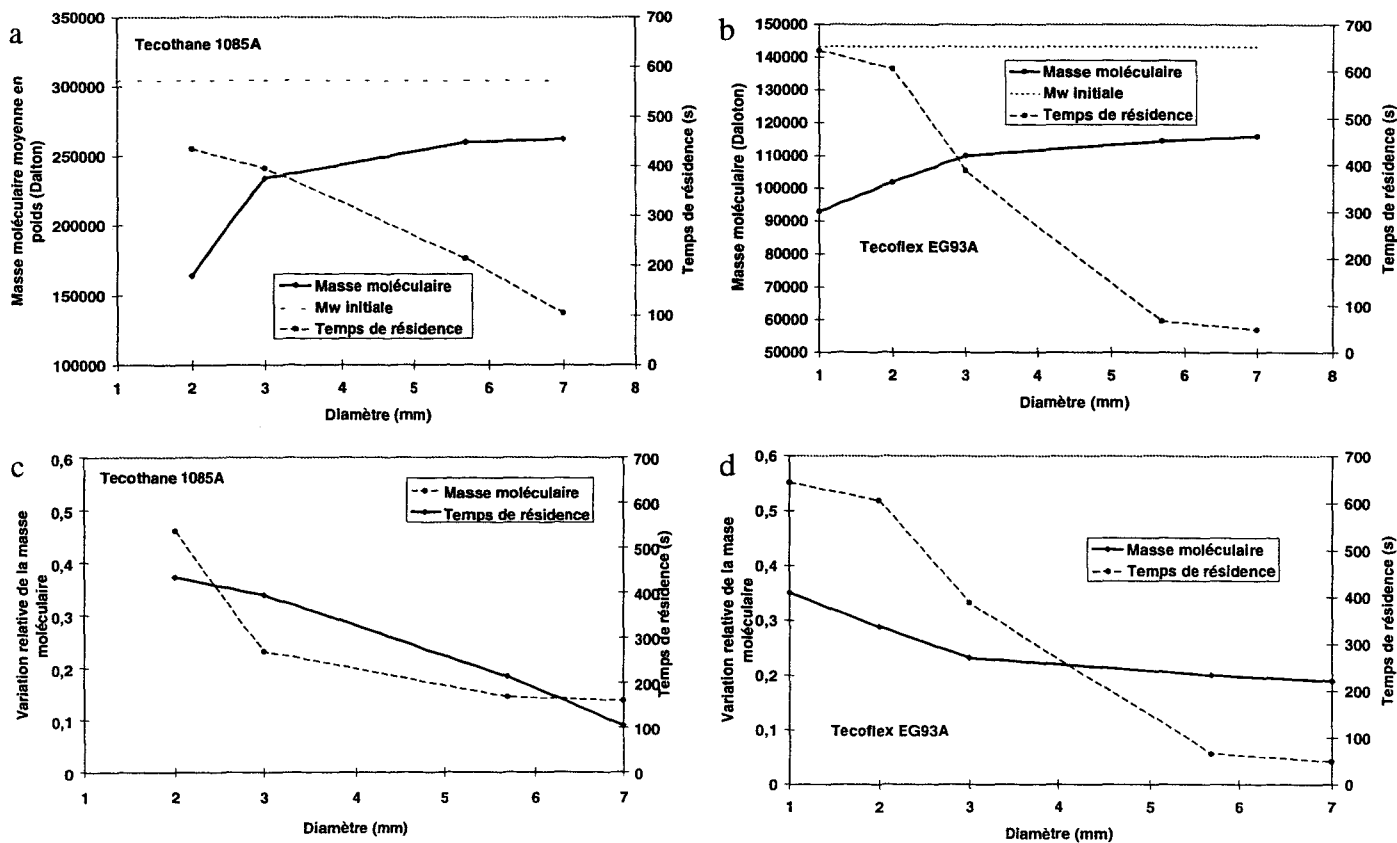 a
Tecothane 1085A
Masse moléculaire moyenne en
poids (Dalton)
350000
300000
250000
200000
150000
100000
700
600
500
400
300
200
100
0
Temps de résidence (s)
Masse moléculaire
Mw initiale
Temps de résidence
1 2 3 4 5 6 7 8
Diamètre (mm)
b
Masse moléculaire (Daloton)
150000
140000
130000
120000
110000
100000
90000
80000
70000
60000
50000
700
600
500
400
300
200
100
0
Temps de résidence (s)
Masse moléculaire
Mw initiale
Temps de résidence
Tecoflex EG93A
1 2 3 4 5 6 7 8
Diamètre (mm)
c
Tecothane 1085A
Variation relative de la masse
moléculaire
0,6
0,5
0,4
0,3
0,2
0,1
0
700
600
500
400
300
200
100
0
Temps de résidence (s)
Masse moléculaire
Temps de résidence
1 2 3 4 5 6 7
Diamètre (mm)
d
Variation relative de la mase
moléculaire
0,6
0,5
0,4
0,3
0,2
0,1
0
700
600
500
400
300
200
100
0
Temps de résidence (s)
Masse moléculaire
Temps de résidence
Tecoflex EG93A
1 2 3 4 5 6 7
Diamètre (mm)